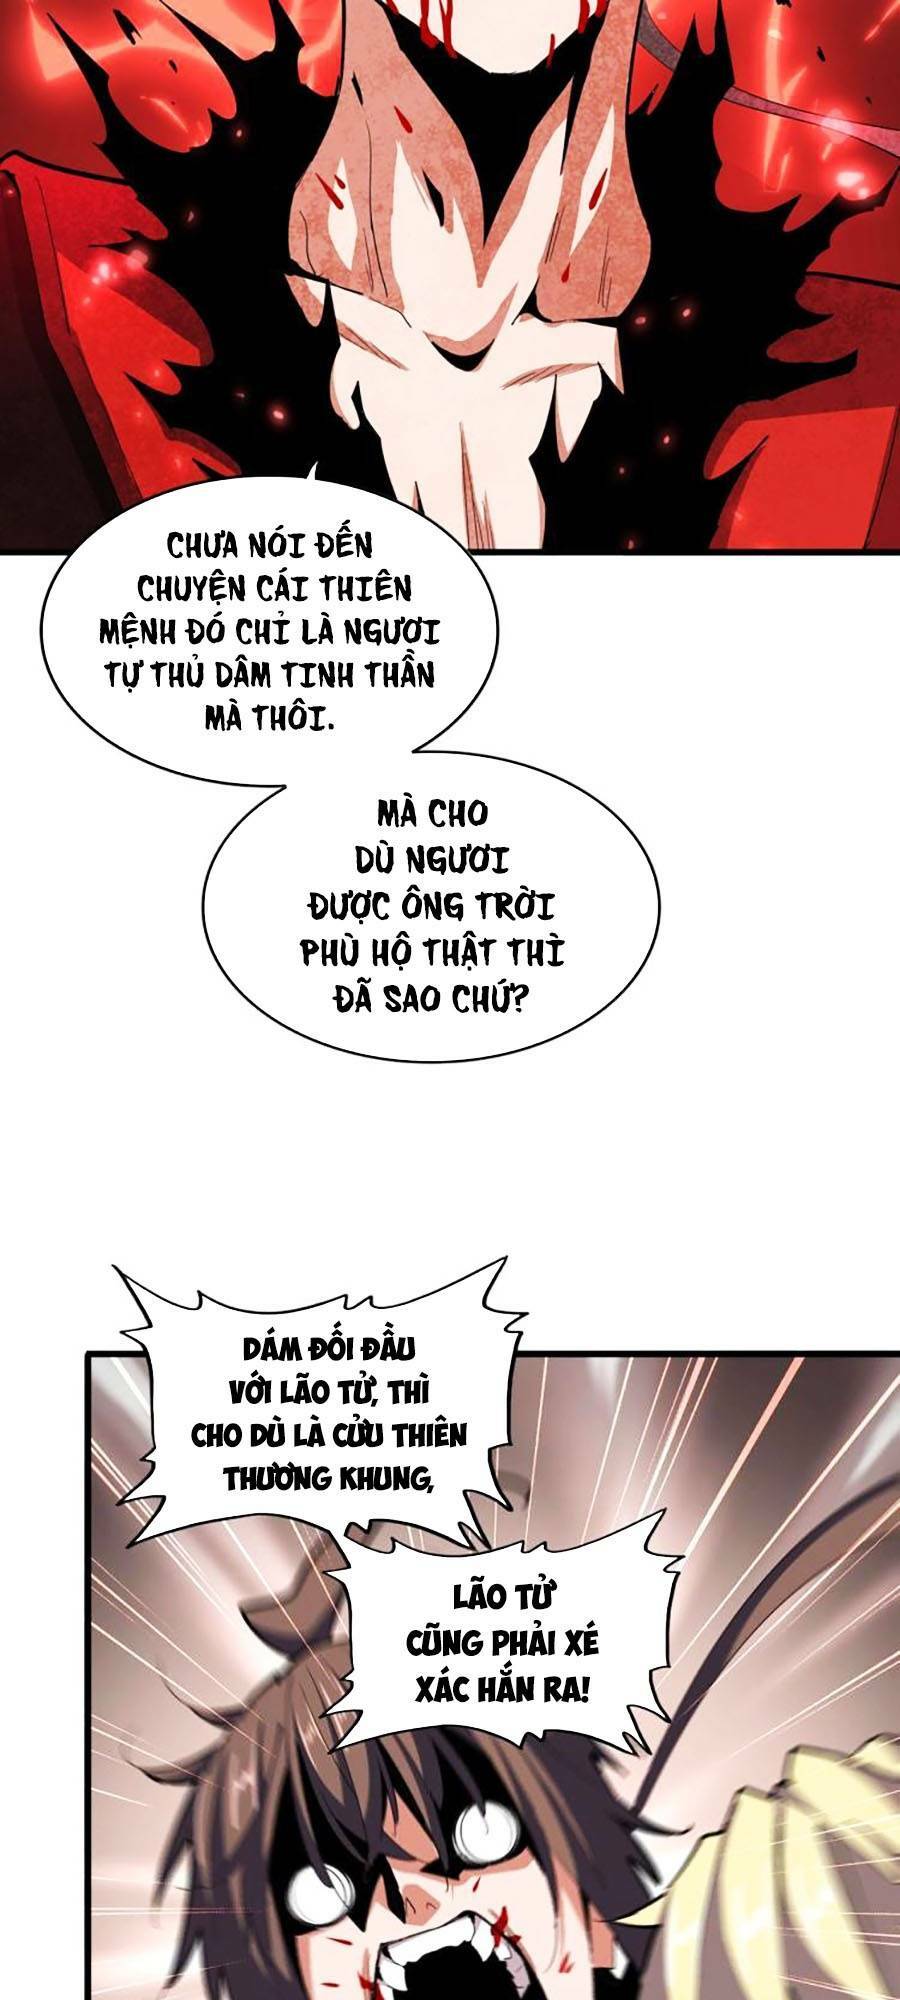 CHƯA NÓI ĐẾN
CHUYỆN CÁI THIÊN
MỆNH ĐÓ CHỈ LÀ NGƯƠI
TỰ THỦ DÂM TINH THẦN
MÀ THÔI.
MÀ CHO
DÙ NGƯƠI
ĐƯỢC ÔNG TRỜI
PHÙ HỘ THẬT THÌ
ĐÃ SAO CHỨ?
DÁM ĐỐI ĐẦU
VỚI LÃO TỬ, THÌ
CHO DÙ LÀ CỬU THIÊN
THƯƠNG KHUNG,
LÃO TỬ
CŨNG PHẢI XÉ
XÁC HẮN RA!